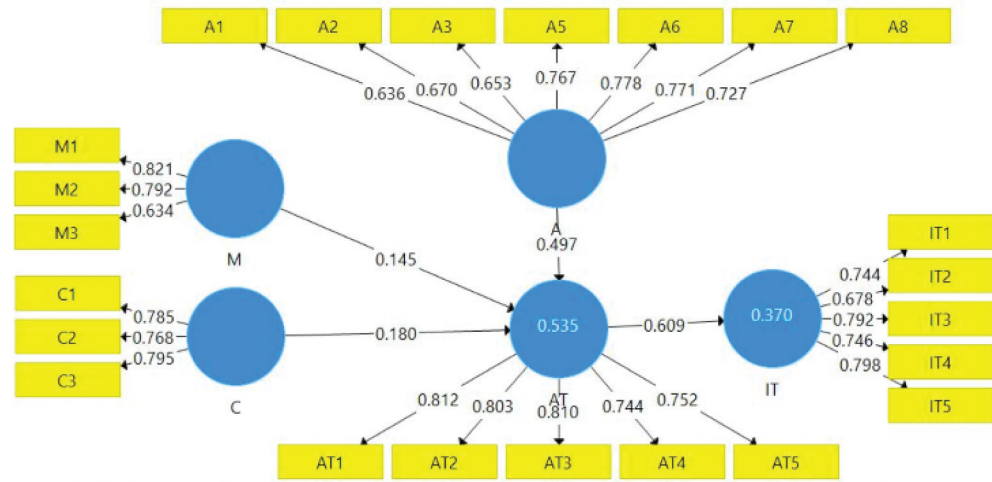 A1 A2 A3 A5 A6 A7 A8
0.636 0.670 0.653 0.767 0.778 0.771 0.727
M1
M2
M3
0.821
0.792
0.634
M
A
0.497
0.145
C1
C2
C3
0.785
0.768
0.795
C
0.180
0.535
AT
0.609
0.370
IT
0.744
0.678
0.792
0.746
0.798
IT1
IT2
IT3
IT4
IT5
0.812 0.803 0.810 0.744 0.752
AT1 AT2 AT3 AT4 AT5